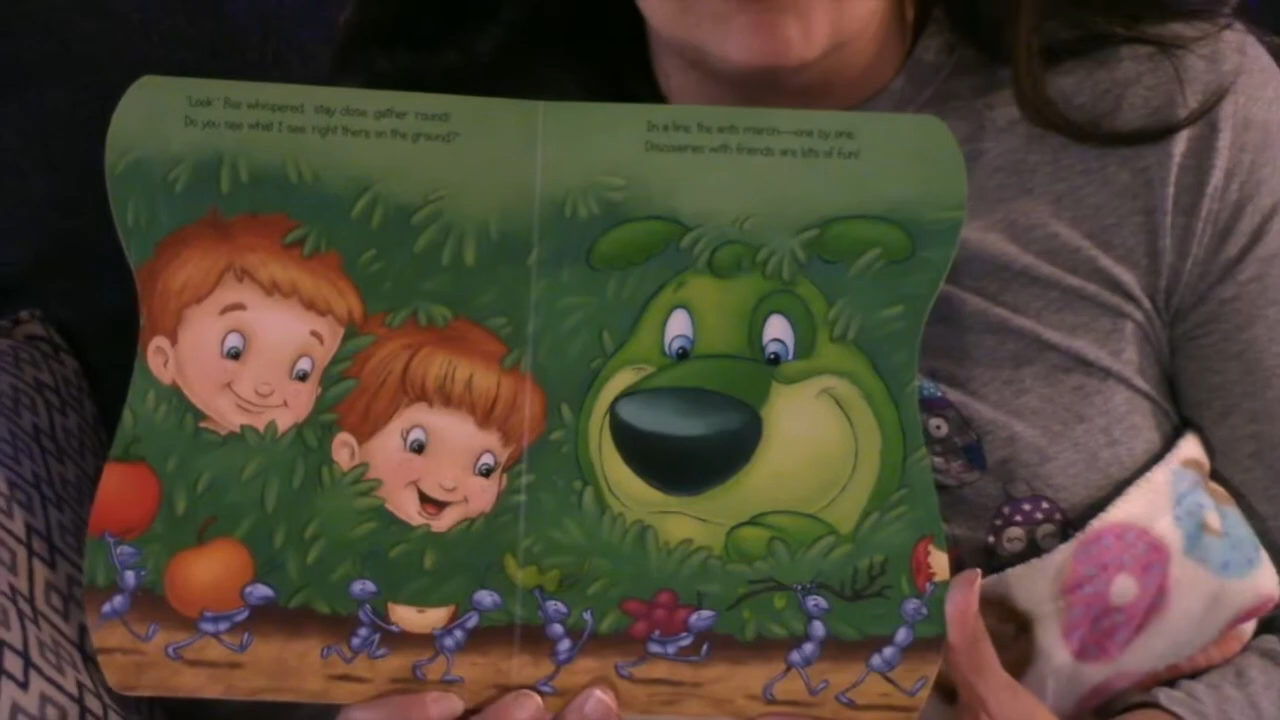 "Look!" Bear whispered, "stay close, gather 'round!
Do you see what I see, right there on the ground?"
In a line, the ants march—one by one.
Discoveries with friends are lots of fun!